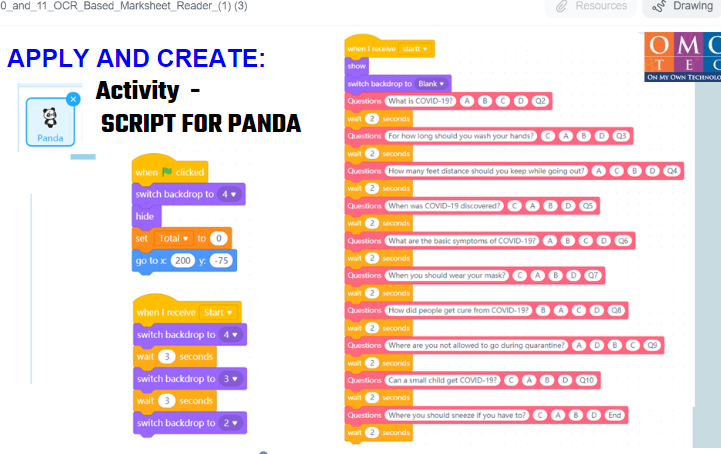 0_and_11_OCR_Based_Marksheet_Reader_(1) (3)
Resources
Drawing
APPLY AND CREATE:
Activity -
SCRIPT FOR PANDA
Panda
when clicked
switch backdrop to 4
hide
set Total to 0
go to x: 200 y: -75
when I receive Start
switch backdrop to 4
wait 3 seconds
switch backdrop to 3
wait 3 seconds
switch backdrop to 2
when I receive startt
show
switch backdrop to Blank
Questions What is COVID-19? A B C D Q2
wait 2 seconds
Questions For how long should you wash your hands? C A B D Q3
wait 2 seconds
Questions How many feet distance should you keep while going out? A C B D Q4
wait 2 seconds
Questions When was COVID-19 discovered? C A B D Q5
wait 2 seconds
Questions What are the basic symptoms of COVID-19? A B C D Q6
wait 2 seconds
Questions When you should wear your mask? C A B D Q7
wait 2 seconds
Questions How did people get cure from COVID-19? B A C D Q8
wait 2 seconds
Questions Where are you not allowed to go during quarantine? A D B C Q9
wait 2 seconds
Questions Can a small child get COVID-19? C A B D Q10
wait 2 seconds
Questions Where you should sneeze if you have to? C A B D End
wait 2 seconds
OMO
TEC
ON MY OWN TECHNOLO